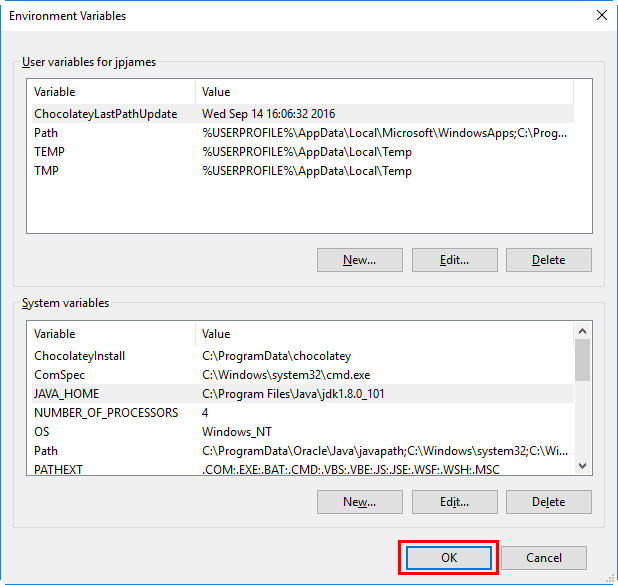 Environment Variables
User variables for jpjames
Variable Value
ChocolateyLastPathUpdate Wed Sep 14 16:06:32 2016
Path %USERPROFILE%\AppData\Local\Microsoft\WindowsApps;C:\Prog...
TEMP %USERPROFILE%\AppData\Local\Temp
TMP %USERPROFILE%\AppData\Local\Temp
New... Edit... Delete
System variables
Variable Value
ChocolateyInstall C:\ProgramData\chocolatey
ComSpec C:\Windows\system32\cmd.exe
JAVA_HOME C:\Program Files\Java\jdk1.8.0_101
NUMBER_OF_PROCESSORS 4
OS Windows_NT
Path C:\ProgramData\Oracle\Java\javapath;C:\Windows\system32;C:\Wi...
PATHEXT .COM;.EXE;.BAT;.CMD;.VBS;.VBE;.JS;.JSE;.WSF;.WSH;.MSC
New... Edit... Delete
OK Cancel